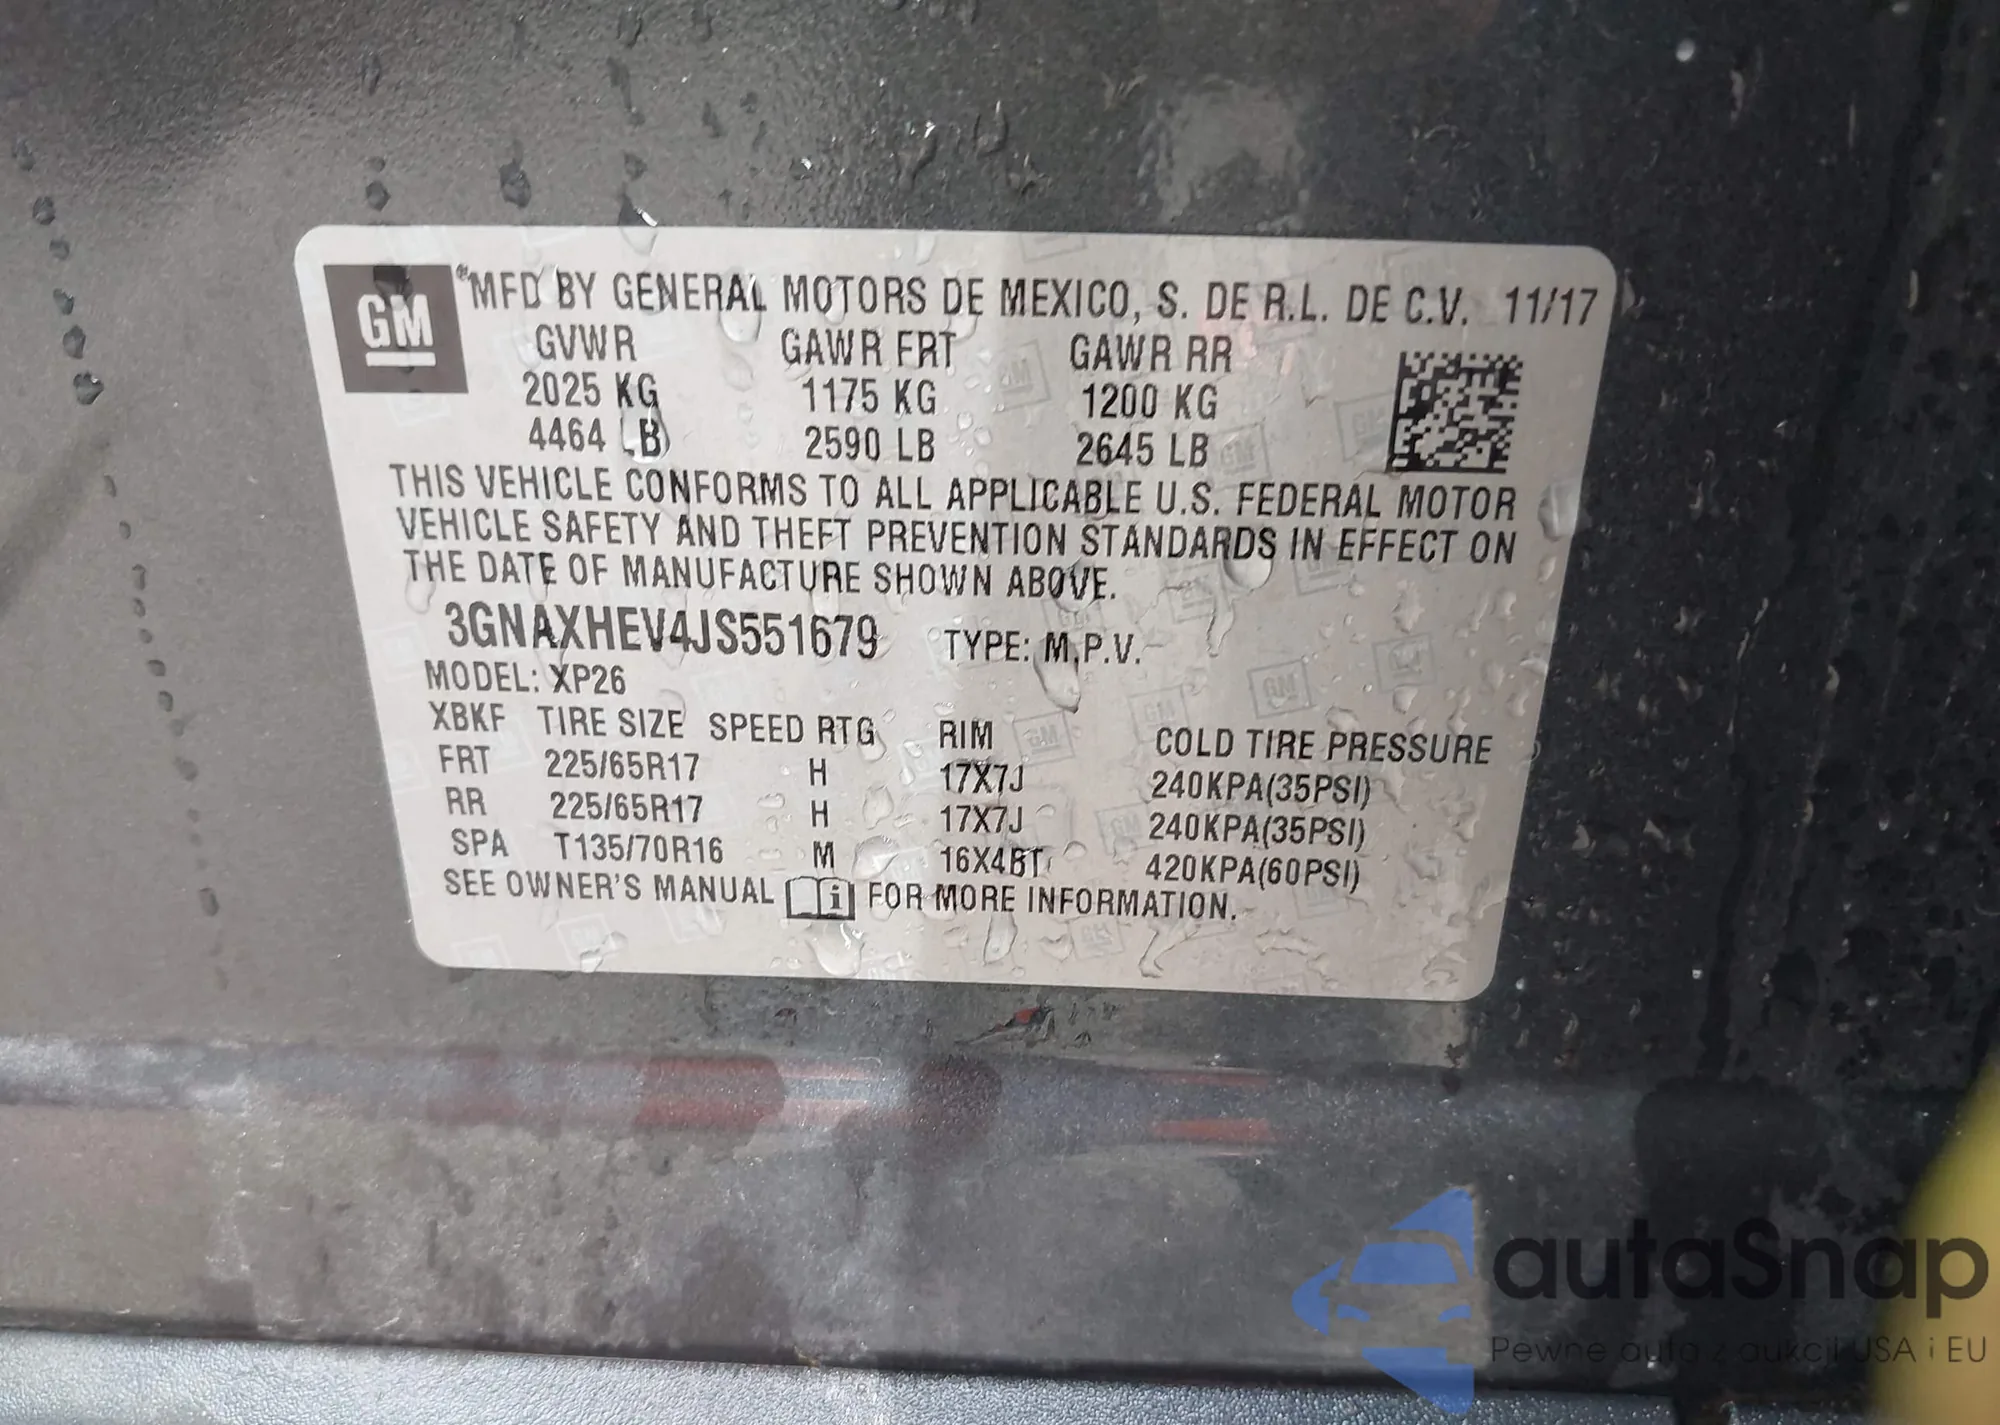 GM
MFD BY GENERAL MOTORS DE MEXICO, S. DE R.L. DE C.V. 11/17
GVWR GAWR FRT GAWR RR
2025 KG 1175 KG 1200 KG
4464 LB 2590 LB 2645 LB
THIS VEHICLE CONFORMS TO ALL APPLICABLE U.S. FEDERAL MOTOR
VEHICLE SAFETY AND THEFT PREVENTION STANDARDS IN EFFECT ON
THE DATE OF MANUFACTURE SHOWN ABOVE.
3GNAXHEV4JS551679 TYPE: M.P.V.
MODEL: XP26
XBKF TIRE SIZE SPEED RTG RIM COLD TIRE PRESSURE
FRT 225/65R17 H 17X7J 240KPA(35PSI)
RR 225/65R17 H 17X7J 240KPA(35PSI)
SPA T135/70R16 M 16X4BT 420KPA(60PSI)
SEE OWNER'S MANUAL FOR MORE INFORMATION.
autaSnap
Pewne auta z aukcji USA i EU